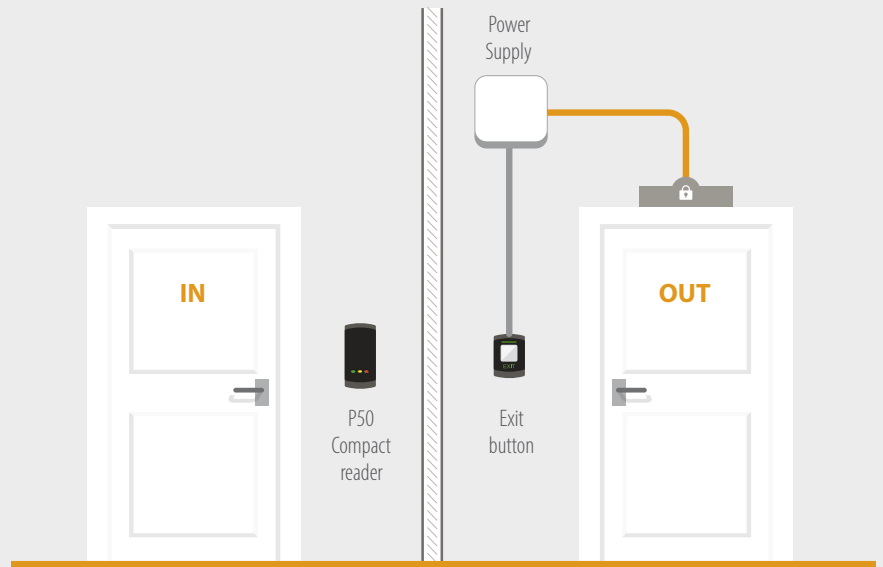 Power
Supply
IN
OUT
EXIT
P50
Compact
reader
Exit
button